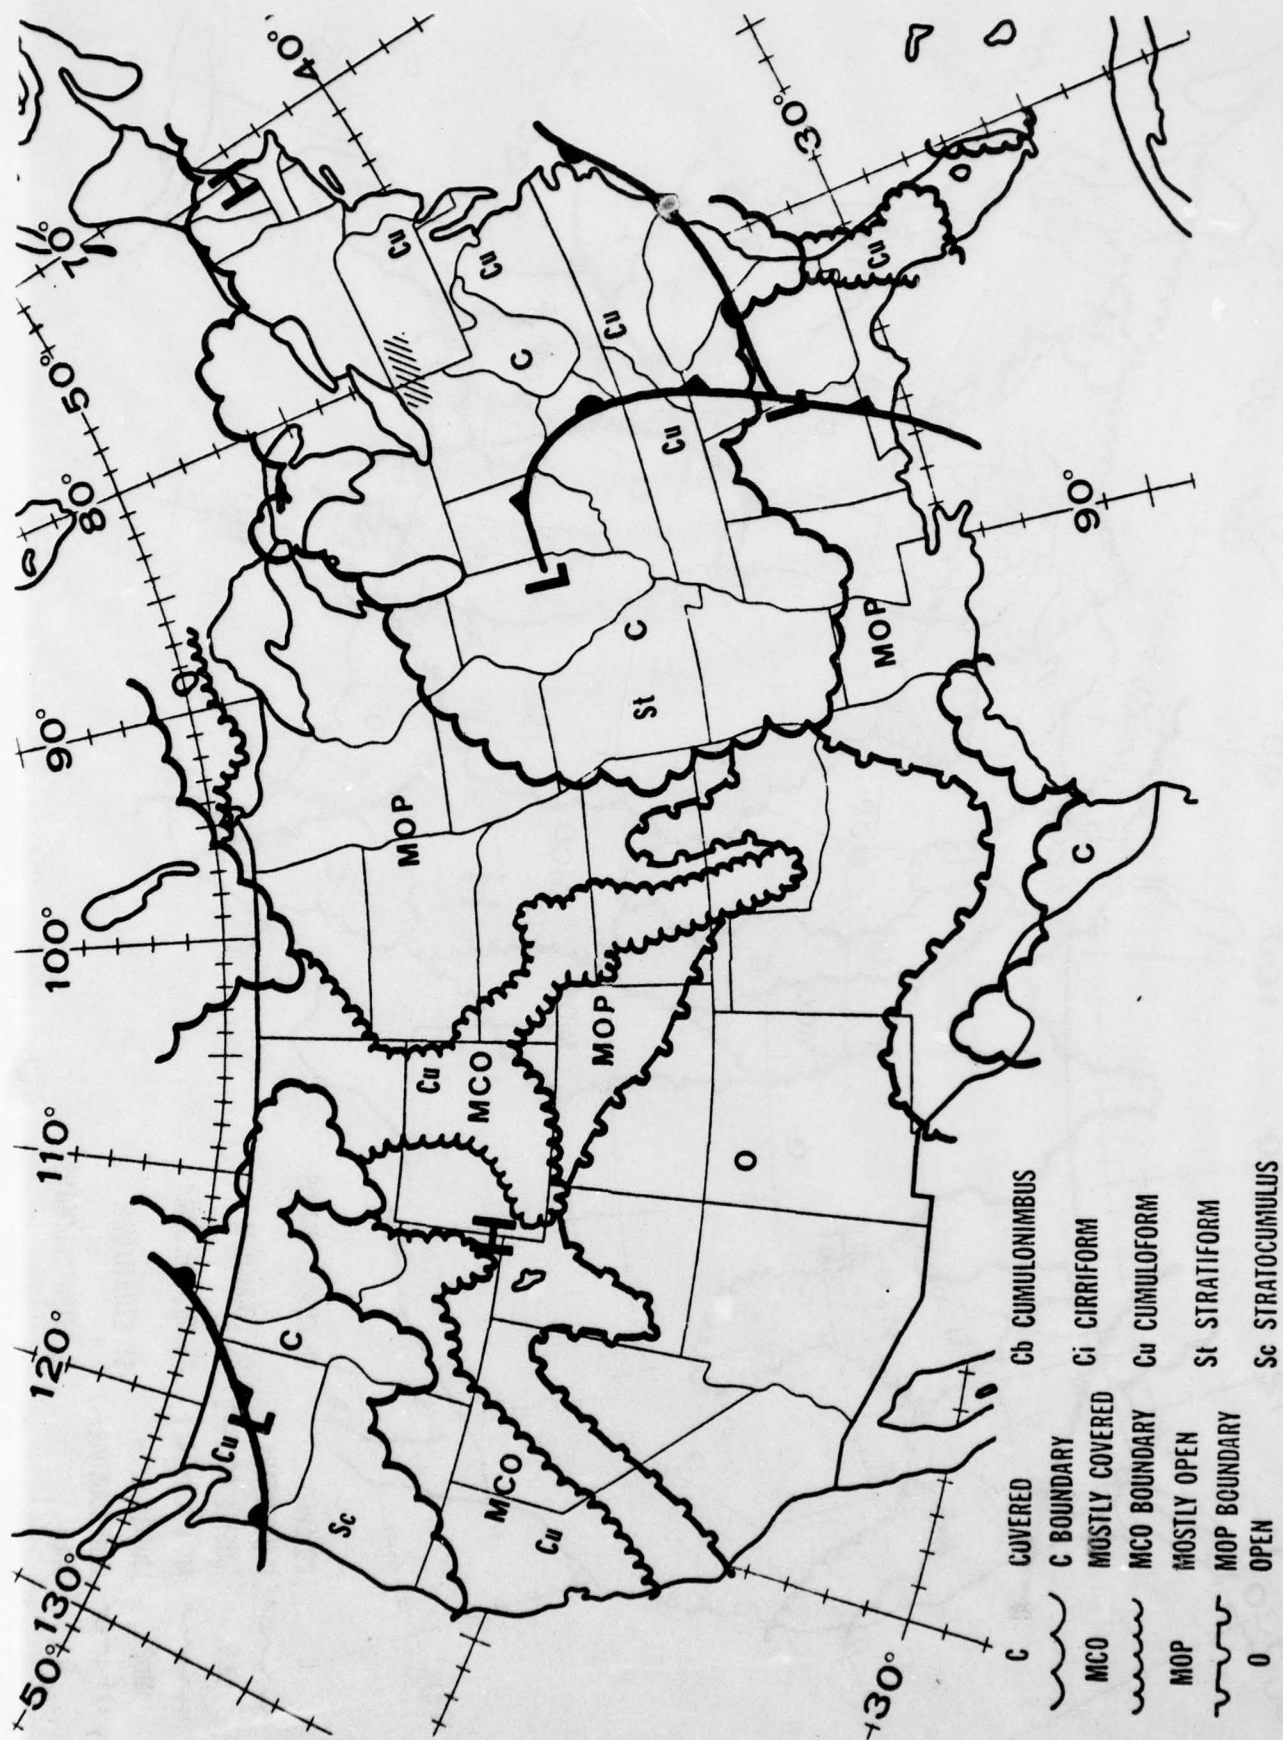 50° 130° 120° 110° 100° 90° 80° 50° 70° 40°
30°
90°
30°
H
H
L
L
L
Cu
C
Sc
MCO
Cu
Cu
MCO
MOP
MOP
O
St
C
MOP
C
Cu
Cu
C
Cu
Cu
Cu
C COVERED
C BOUNDARY
MCO MOSTLY COVERED
MCO BOUNDARY
MOP MOSTLY OPEN
MOP BOUNDARY
O OPEN
Cb CUMULONIMBUS
Ci CIRRIFORM
Cu CUMULOFORM
St STRATIFORM
Sc STRATOCUMULUS